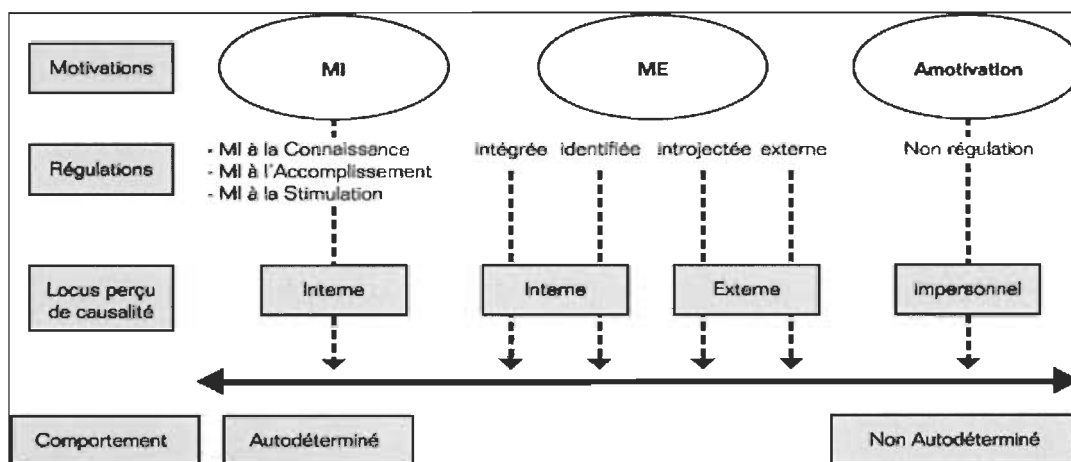 Motivations MI ME Amotivation
Régulations
- MI à la Connaissance
- MI à l'Accomplissement
- MI à la Stimulation
intégrée identifiée introjectée externe
Non régulation
Locus perçu
de causalité
Interne Interne Externe Impersonnel
Comportement Autodéterminé Non Autodéterminé